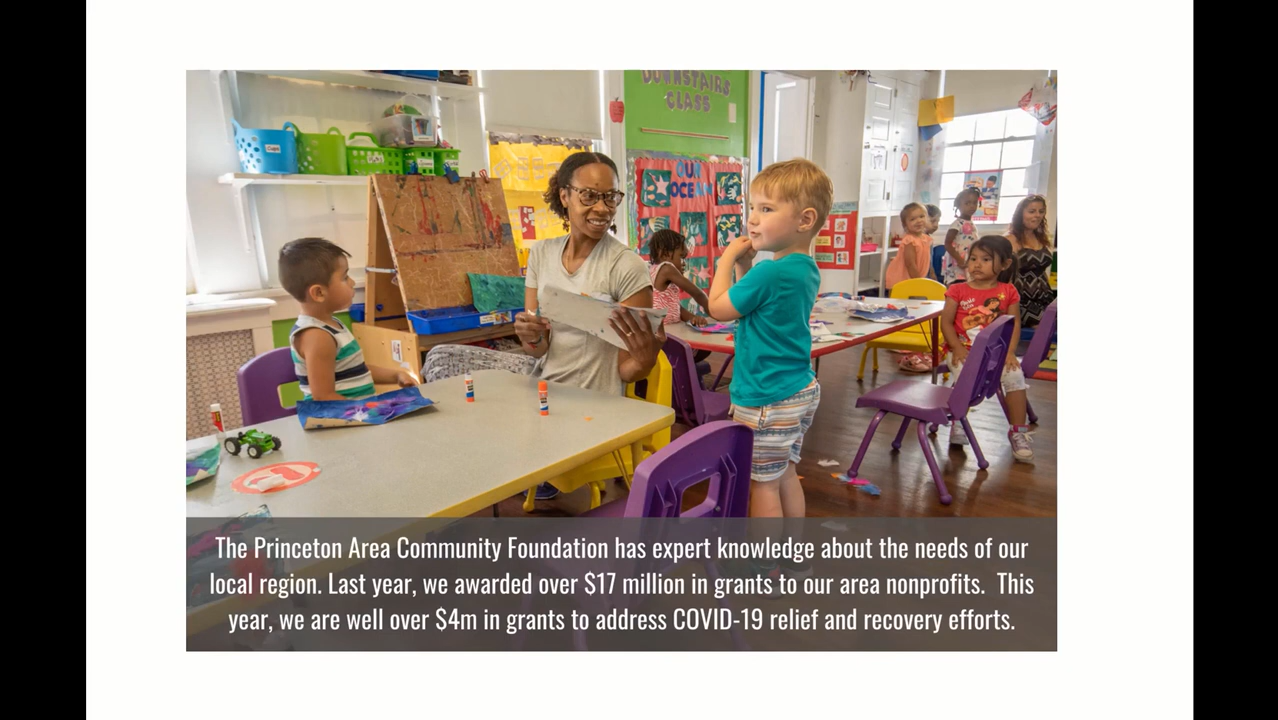 DOWNSTAIRS
CLASS
OUR
OCEAN
The Princeton Area Community Foundation has expert knowledge about the needs of our
local region. Last year, we awarded over $17 million in grants to our area nonprofits.  This
year, we are well over $4m in grants to address COVID-19 relief and recovery efforts.